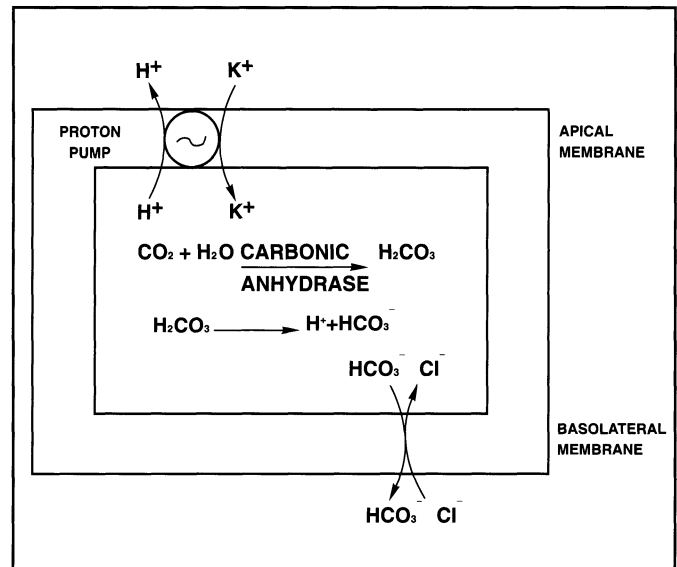 H+ K+
PROTON
PUMP
APICAL
MEMBRANE
H+ K+
CO2 + H2O CARBONIC H2CO3
ANHYDRASE
H2CO3 H++HCO3-
HCO3- Cl-
BASOLATERAL
MEMBRANE
HCO3- Cl-